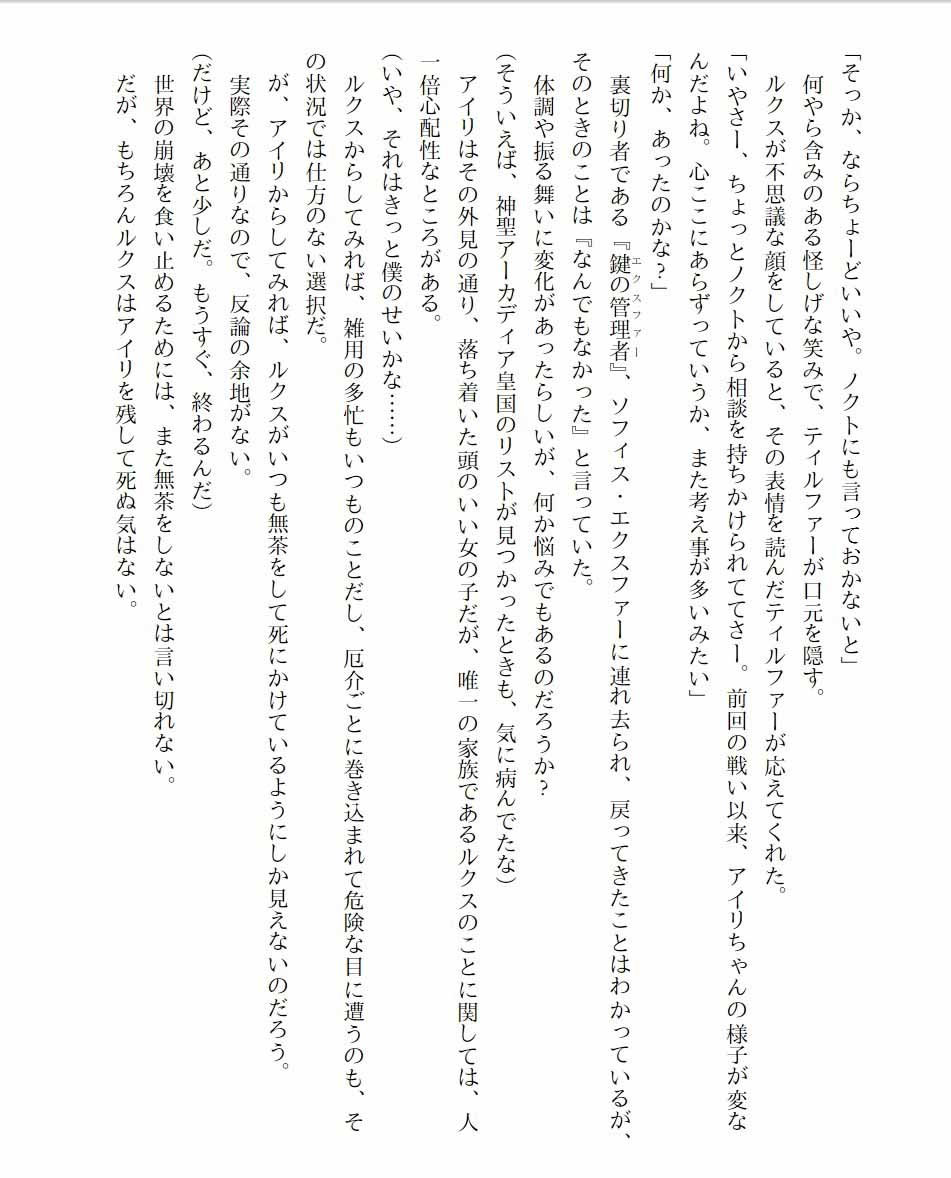 「そっか、ならちょーどいいや。ノクトにも言っておかないと」
何やら含みのある怪しげな笑みで、ティルファーが口元を隠す。
ルクスが不思議な顔をしていると、その表情を読んだティルファーが応えてくれた。
「いやさー、ちょっとノクトから相談を持ちかけられててさー。前回の戦い以来、アイリちゃんの様子が変な
んだよね。心ここにあらずっていうか、また考え事が多いみたい」
「何か、あったのかな？」
裏切り者である『鍵の管理者』、ソフィス・エクスファーに連れ去られ、戻ってきたことはわかっているが、
エクスファー
そのときのことは『なんでもなかった』と言っていた。
体調や振る舞いに変化があったらしいが、何か悩みでもあるのだろうか？
（そういえば、神聖アーカディア皇国のリストが見つかったときも、気に病んでたな）
アイリはその外見の通り、落ち着いた頭のいい女の子だが、唯一の家族であるルクスのことに関しては、人
一倍心配性なところがある。
（いや、それはきっと僕のせいかな……）
ルクスからしてみれば、雑用の多忙もいつものことだし、厄介ごとに巻き込まれて危険な目に遭うのも、そ
の状況では仕方のない選択だ。
が、アイリからしてみれば、ルクスがいつも無茶をして死にかけているようにしか見えないのだろう。
実際その通りなので、反論の余地がない。
（だけど、あと少しだ。もうすぐ、終わるんだ）
世界の崩壊を食い止めるためには、また無茶をしないとは言い切れない。
だが、もちろんルクスはアイリを残して死ぬ気はない。